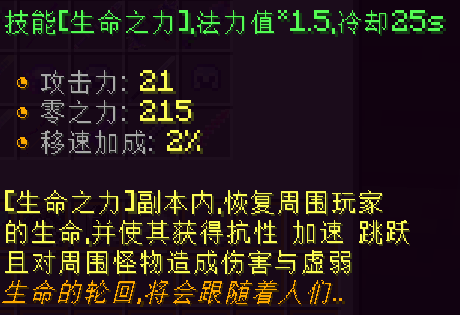 技能[生命之力],法力值*1.5,冷却25s
攻击力: 21
零之力: 215
移速加成: 2%
[生命之力]副本内,恢复周围玩家
的生命,并使其获得抗性 加速 跳跃
且对周围怪物造成伤害与虚弱
生命的轮回,将会跟随着人们..